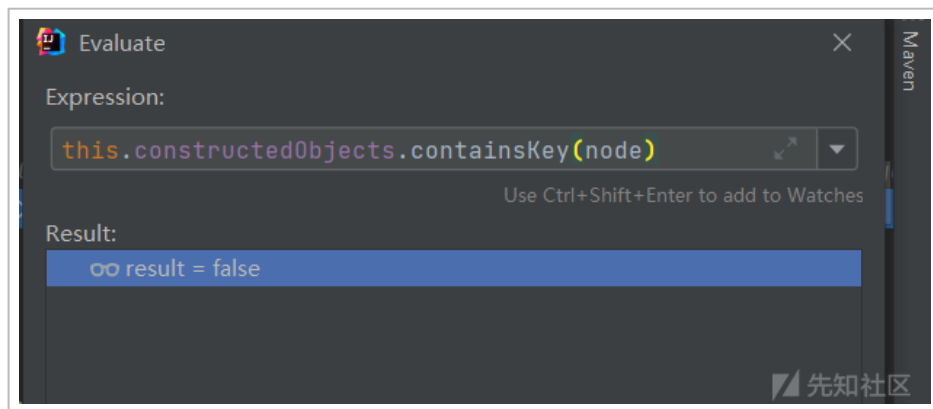 Evaluate
Expression:
this.constructedObjects.containsKey(node)
Use Ctrl+Shift+Enter to add to Watches
Result:
result = false
Maven
先知社区